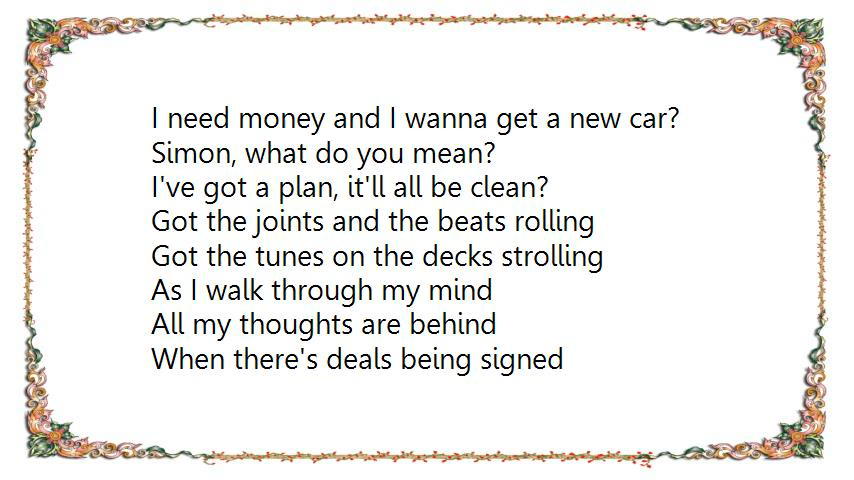 I need money and I wanna get a new car?
Simon, what do you mean?
I've got a plan, it'll all be clean?
Got the joints and the beats rolling
Got the tunes on the decks strolling
As I walk through my mind
All my thoughts are behind
When there's deals being signed